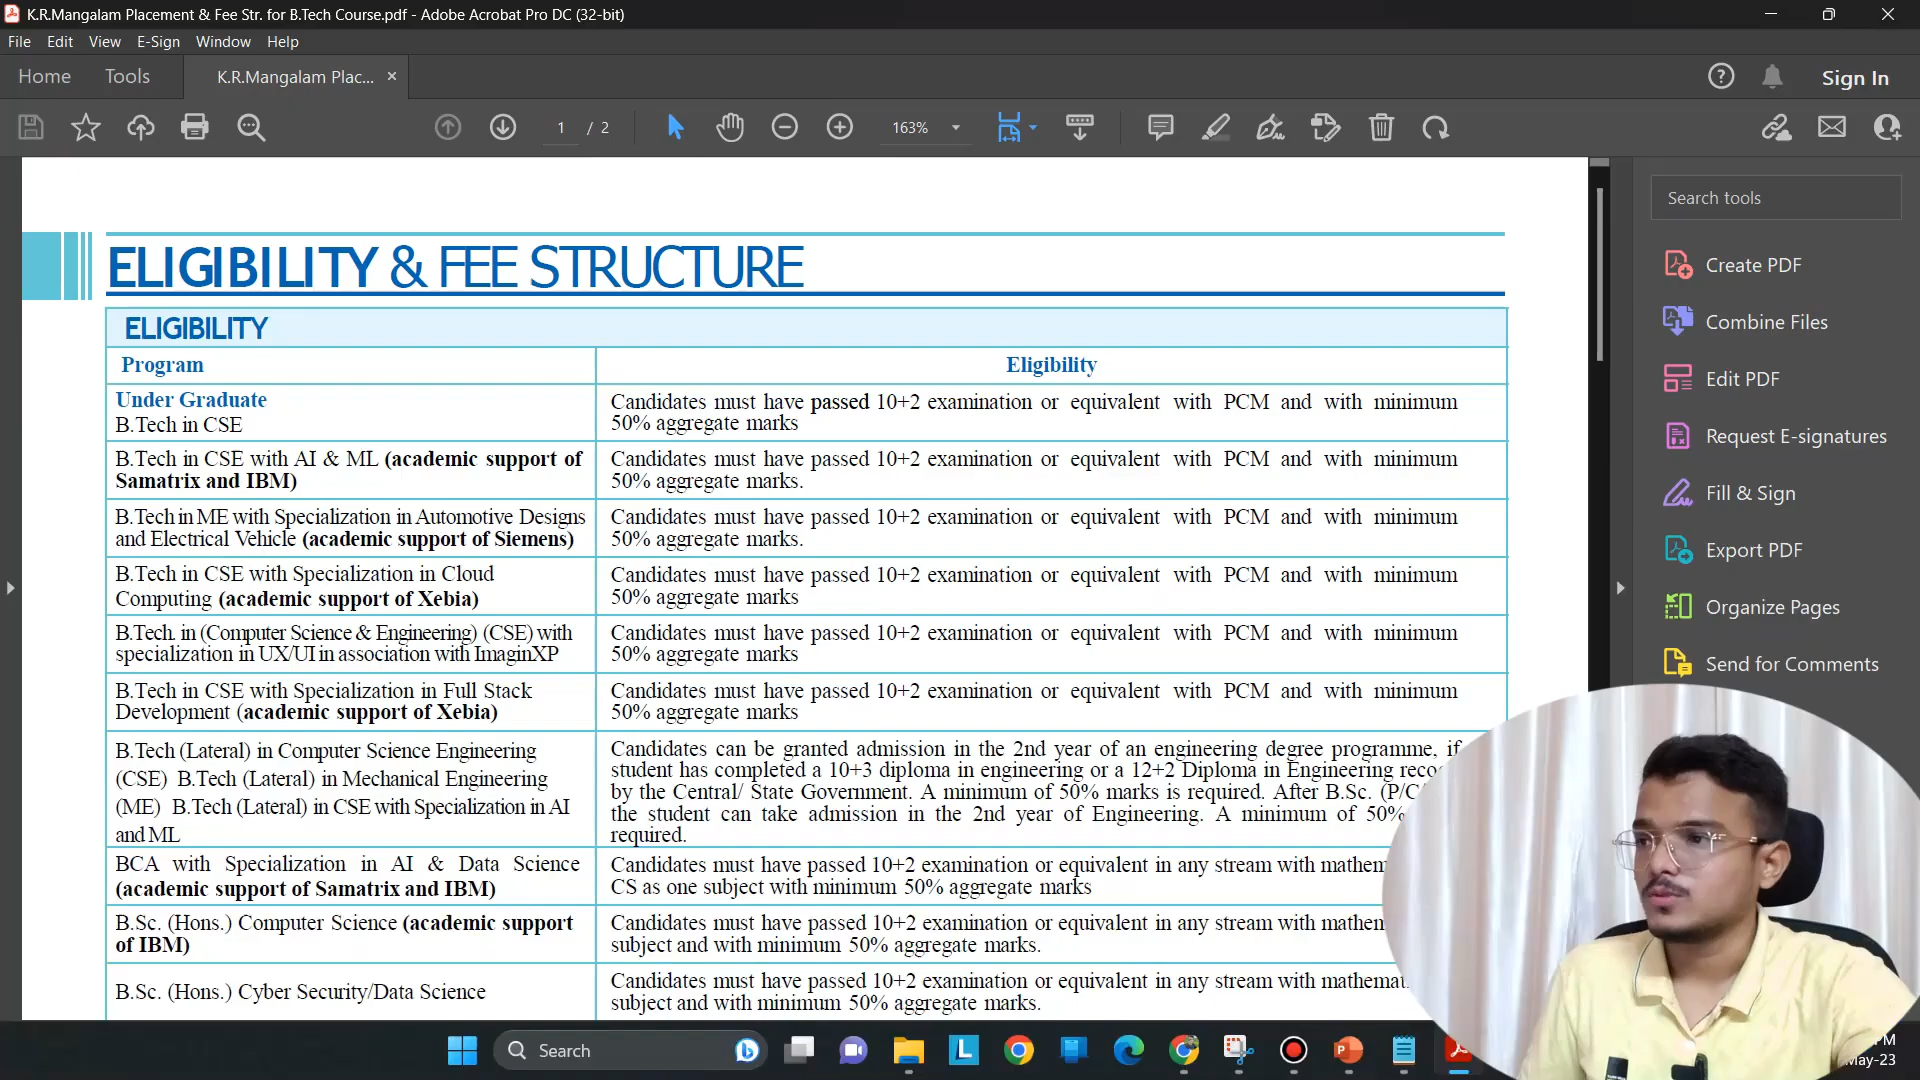 K.R.Mangalam Placement & Fee Str. for B.Tech Course.pdf - Adobe Acrobat Pro DC (32-bit)
File Edit View E-Sign Window Help
Home Tools K.R.Mangalam Plac... ×
Sign In
1 / 2
163%
Search tools
Create PDF
Combine Files
Edit PDF
Request E-signatures
Fill & Sign
Export PDF
Organize Pages
Send for Comments
ELIGIBILITY & FEE STRUCTURE
ELIGIBILITY
Program
Eligibility
Under Graduate
B.Tech in CSE
Candidates must have passed 10+2 examination or equivalent with PCM and with minimum
50% aggregate marks
B.Tech in CSE with AI & ML (academic support of
Samatrix and IBM)
Candidates must have passed 10+2 examination or equivalent with PCM and with minimum
50% aggregate marks.
B.Tech in ME with Specialization in Automotive Designs
and Electrical Vehicle (academic support of Siemens)
Candidates must have passed 10+2 examination or equivalent with PCM and with minimum
50% aggregate marks.
B.Tech in CSE with Specialization in Cloud
Computing (academic support of Xebia)
Candidates must have passed 10+2 examination or equivalent with PCM and with minimum
50% aggregate marks
B.Tech. in (Computer Science & Engineering) (CSE) with
specialization in UX/UI in association with ImaginXP
Candidates must have passed 10+2 examination or equivalent with PCM and with minimum
50% aggregate marks
B.Tech in CSE with Specialization in Full Stack
Development (academic support of Xebia)
Candidates must have passed 10+2 examination or equivalent with PCM and with minimum
50% aggregate marks
B.Tech (Lateral) in Computer Science Engineering
(CSE) B.Tech (Lateral) in Mechanical Engineering
(ME) B.Tech (Lateral) in CSE with Specialization in AI
and ML
Candidates can be granted admission in the 2nd year of an engineering degree programme, if
student has completed a 10+3 diploma in engineering or a 12+2 Diploma in Engineering
by the Central/ State Government. A minimum of 50% marks is required. After B.Sc.
the student can take admission in the 2nd year of Engineering. A minimum of 50%
required.
BCA with Specialization in AI & Data Science
(academic support of Samatrix and IBM)
Candidates must have passed 10+2 examination or equivalent in any stream with
CS as one subject with minimum 50% aggregate marks
B.Sc. (Hons.) Computer Science (academic support
of IBM)
Candidates must have passed 10+2 examination or equivalent in any stream with
subject and with minimum 50% aggregate marks.
B.Sc. (Hons.) Cyber Security/Data Science
Candidates must have passed 10+2 examination or equivalent in any stream with
subject and with minimum 50% aggregate marks.
Search
May-23